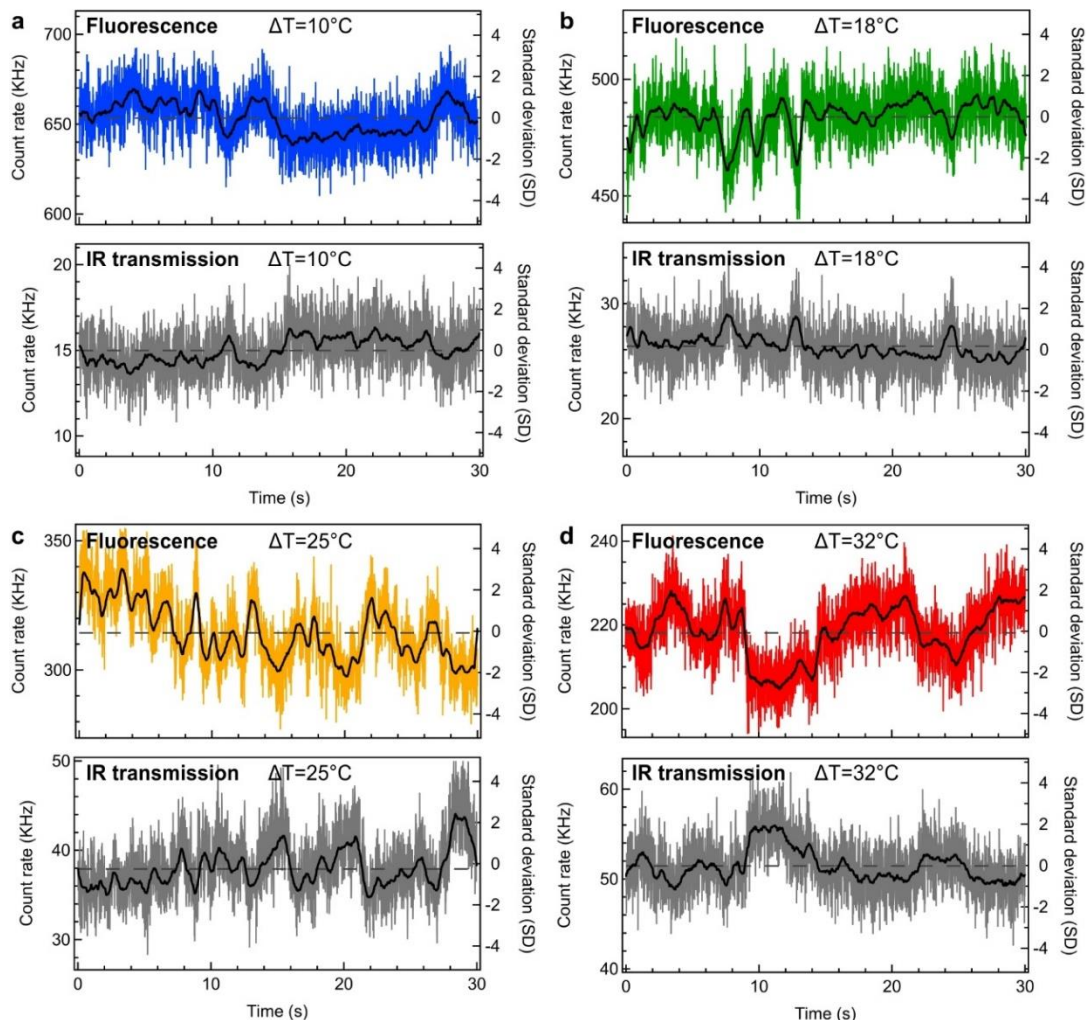 a
Fluorescence ΔT=10°C
700
650
600
Count rate (KHz)
4
2
0
-2
-4
Standard deviation (SD)
IR transmission ΔT=10°C
20
15
10
Count rate (KHz)
4
2
0
-2
-4
Standard deviation (SD)
0 10 20 30
Time (s)
b
Fluorescence ΔT=18°C
500
450
Count rate (KHz)
4
2
0
-2
-4
Standard deviation (SD)
IR transmission ΔT=18°C
30
20
Count rate (KHz)
4
2
0
-2
-4
Standard deviation (SD)
0 10 20 30
Time (s)
c
Fluorescence ΔT=25°C
350
300
Count rate (KHz)
4
2
0
-2
-4
Standard deviation (SD)
IR transmission ΔT=25°C
50
40
30
Count rate (KHz)
4
2
0
-2
-4
Standard deviation (SD)
0 10 20 30
Time (s)
d
Fluorescence ΔT=32°C
240
220
200
Count rate (KHz)
4
2
0
-2
-4
Standard deviation (SD)
IR transmission ΔT=32°C
60
50
40
Count rate (KHz)
4
2
0
-2
-4
Standard deviation (SD)
0 10 20 30
Time (s)